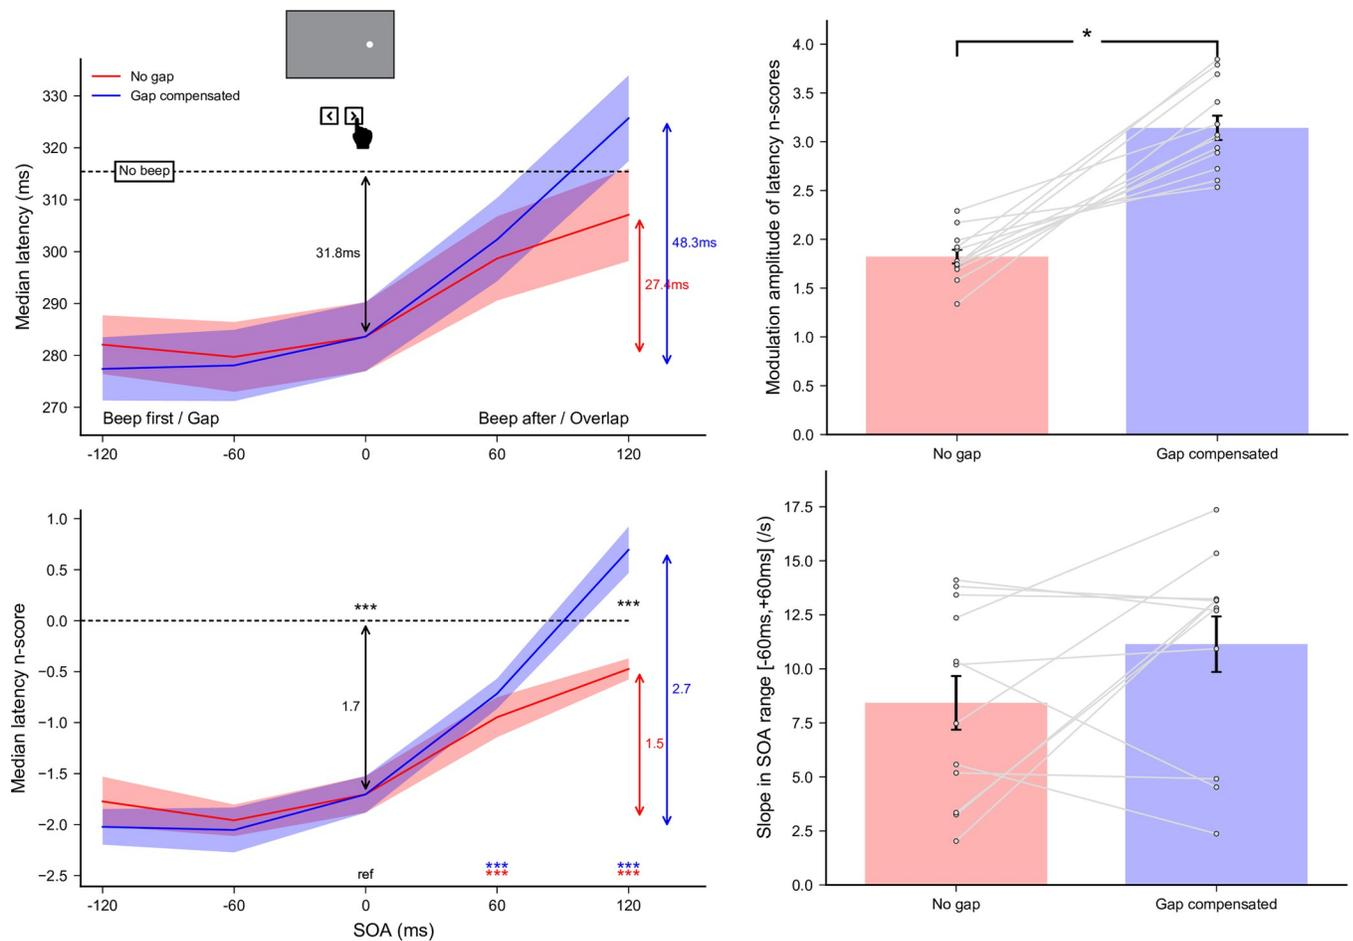 No gap
Gap compensated
Median latency (ms)
330
320
310
300
290
280
270
No beep
31.8ms
48.3ms
27.4ms
Beep first / Gap
Beep after / Overlap
-120
-60
0
60
120
Modulation amplitude of latency n-scores
4.0
3.5
3.0
2.5
2.0
1.5
1.0
0.5
0.0
*
No gap
Gap compensated
Median latency n-score
1.0
0.5
0.0
−0.5
−1.0
−1.5
−2.0
−2.5
***
***
1.7
2.7
1.5
ref
***
***
***
***
-120
-60
0
60
120
SOA (ms)
Slope in SOA range [-60ms,+60ms] (/s)
17.5
15.0
12.5
10.0
7.5
5.0
2.5
0.0
No gap
Gap compensated